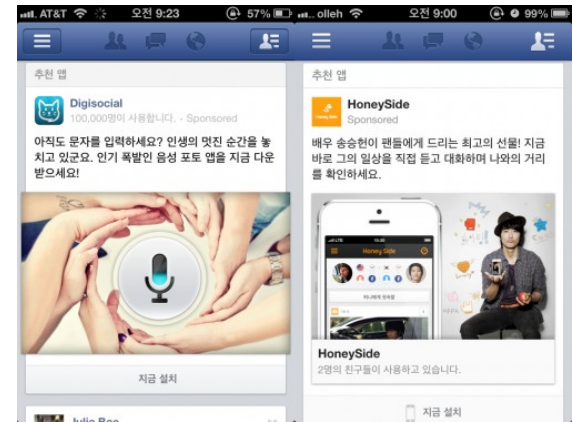 AT&T 오전 9:23 57%
추천 앱
Digisocial
100,000명이 사용합니다. · Sponsored
아직도 문자를 입력하세요? 인생의 멋진 순간을 놓
치고 있군요. 인기 폭발인 음성 포토 앱을 지금 다운
받으세요!
지금 설치
olleh 오전 9:00 99%
추천 앱
HoneySide
Sponsored
배우 송승헌이 팬들에게 드리는 최고의 선물! 지금
바로 그의 일상을 직접 듣고 대화하며 나와의 거리
를 확인하세요.
Honey Side
HoneySide
2명의 친구들이 사용하고 있습니다.
지금 설치